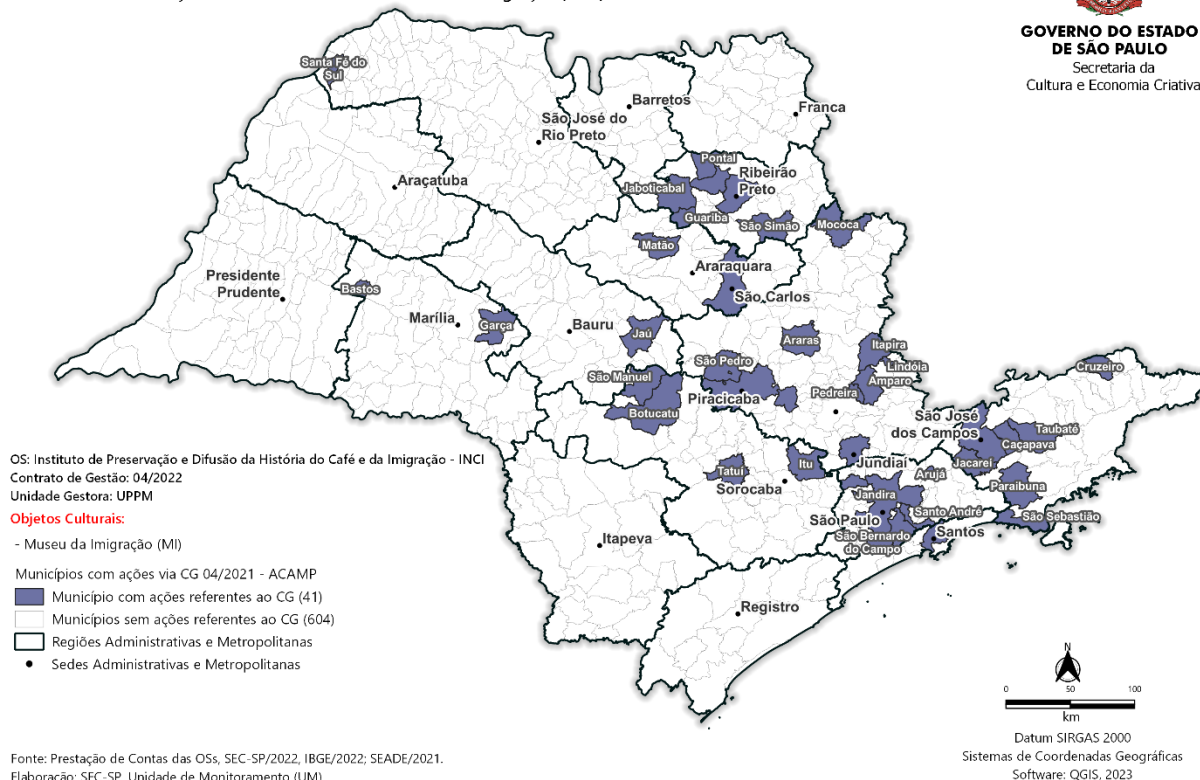 GOVERNO DO ESTADO
DE SÃO PAULO
Secretaria da
Cultura e Economia Criativa
Santa Fé do
Sul
Barretos
Franca
São José do
Rio Preto
Pontal
Ribeirão
Preto
Araçatuba
Jaboticabal
Guariba
São Simão
Mococa
Matão
Araraquara
Presidente
Prudente
Bastos
São Carlos
Marília
Garça
Bauru
Jaú
Araras
Itapira
Lindóia
São Pedro
Cruzeiro
São Manuel
Amparo
Pedreira
Piracicaba
Botucatu
São José
dos Campos
Taubaté
Caçapava
Jundiaí
Jacareí
Tatuí
Itu
Arujá
Sorocaba
Paraibuna
Jandira
Santo André
São Paulo
São Sebastião
Santos
São Bernardo
do Campo
Itapeva
Registro
OS: Instituto de Preservação e Difusão da História do Café e da Imigração - INCI
Contrato de Gestão: 04/2022
Unidade Gestora: UPPM
Objetos Culturais:
- Museu da Imigração (MI)
Municípios com ações via CG 04/2021 - ACAMP
Município com ações referentes ao CG (41)
Municípios sem ações referentes ao CG (604)
Regiões Administrativas e Metropolitanas
Sedes Administrativas e Metropolitanas
N
0 50 100
km
Datum SIRGAS 2000
Sistemas de Coordenadas Geográficas
Software: QGIS, 2023
Fonte: Prestação de Contas das OSs, SEC-SP/2022, IBGE/2022; SEADE/2021.
Elaboração: SEC-SP, Unidade de Monitoramento (UM)